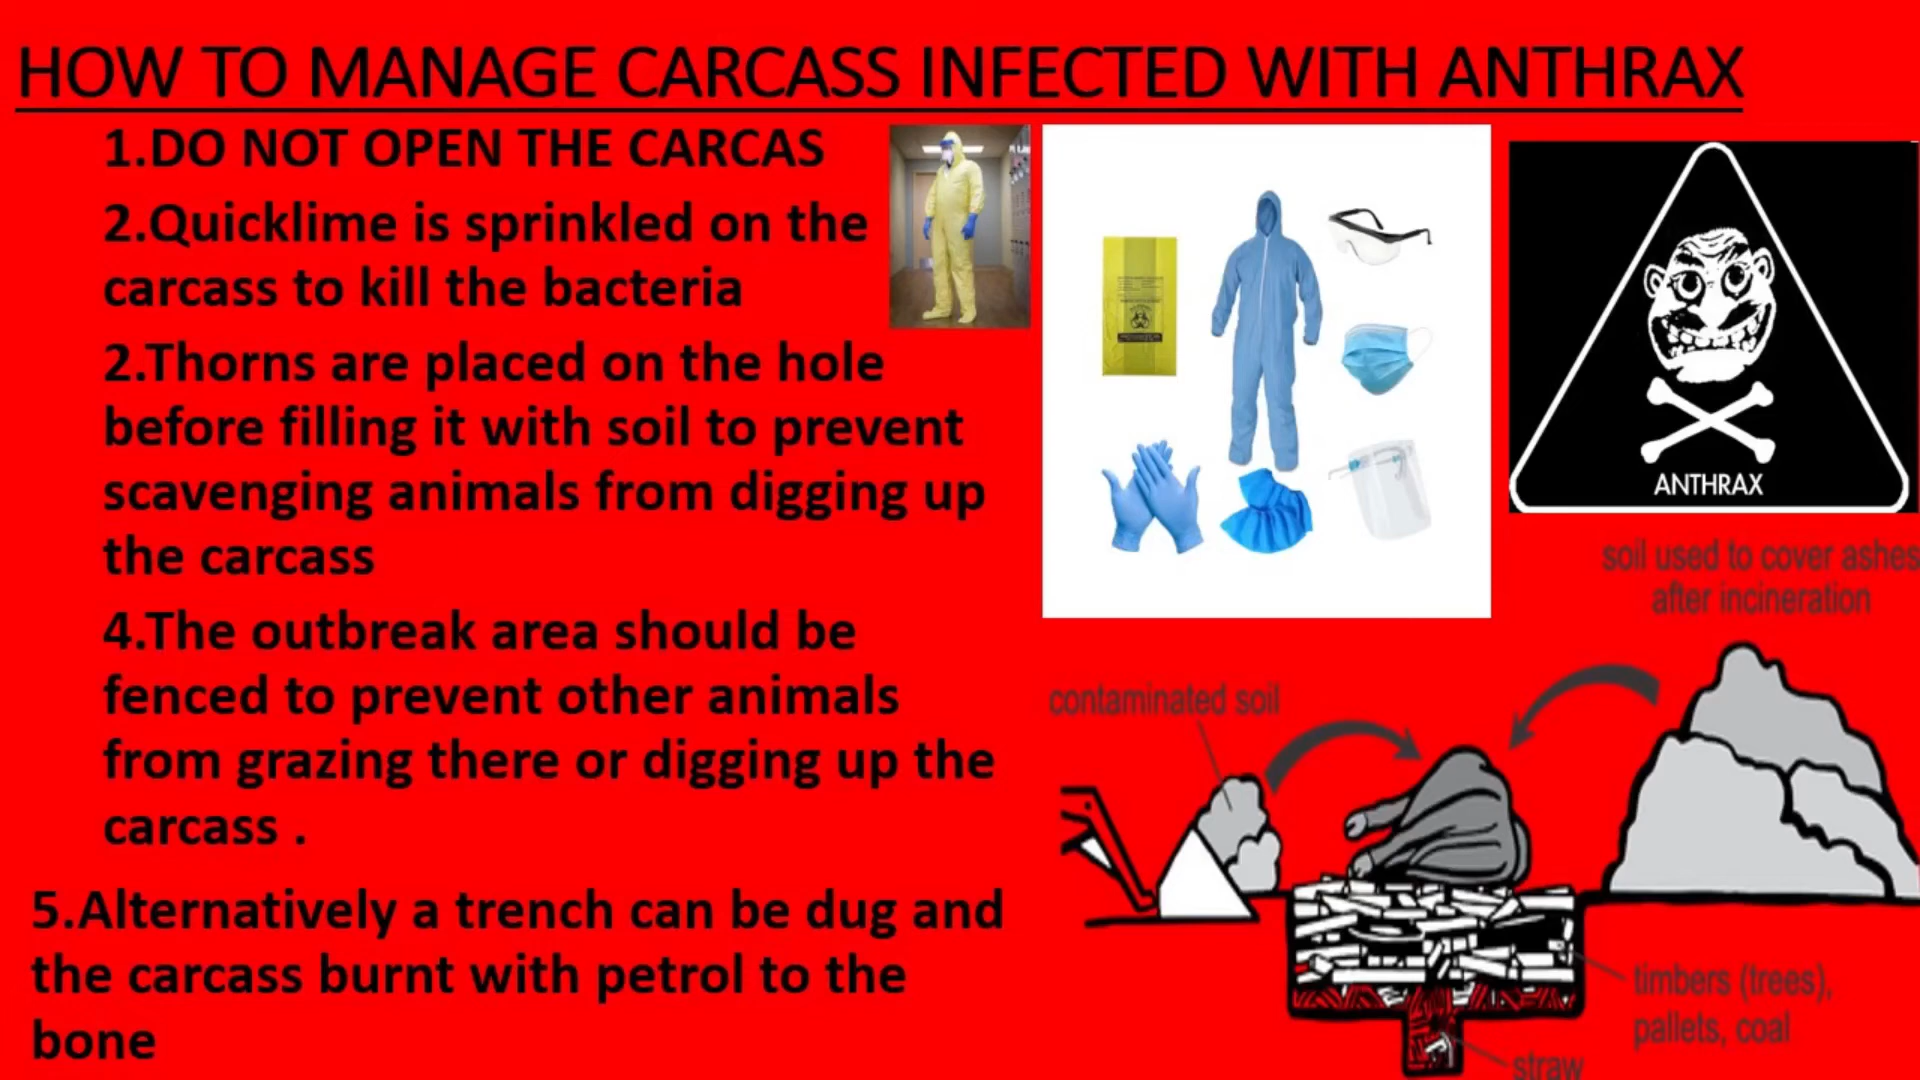 HOW TO MANAGE CARCASS INFECTED WITH ANTHRAX
1.DO NOT OPEN THE CARCAS
2.Quicklime is sprinkled on the
carcass to kill the bacteria
2.Thorns are placed on the hole
before filling it with soil to prevent
scavenging animals from digging up
the carcass
4.The outbreak area should be
fenced to prevent other animals
from grazing there or digging up the
carcass .
5.Alternatively a trench can be dug and
the carcass burnt with petrol to the
bone
ANTHRAX
soil used to cover ashes
after incineration
contaminated soil
timbers (trees),
pallets, coal
straw